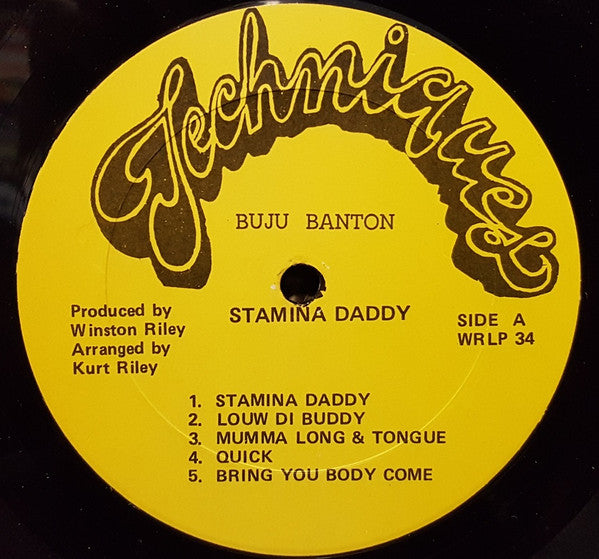 Techniques
BUJU BANTON
STAMINA DADDY
Produced by
Winston Riley
Arranged by
Kurt Riley
SIDE A
WRLP 34
1. STAMINA DADDY
2. LOUW DI BUDDY
3. MUMMA LONG & TONGUE
4. QUICK
5. BRING YOU BODY COME